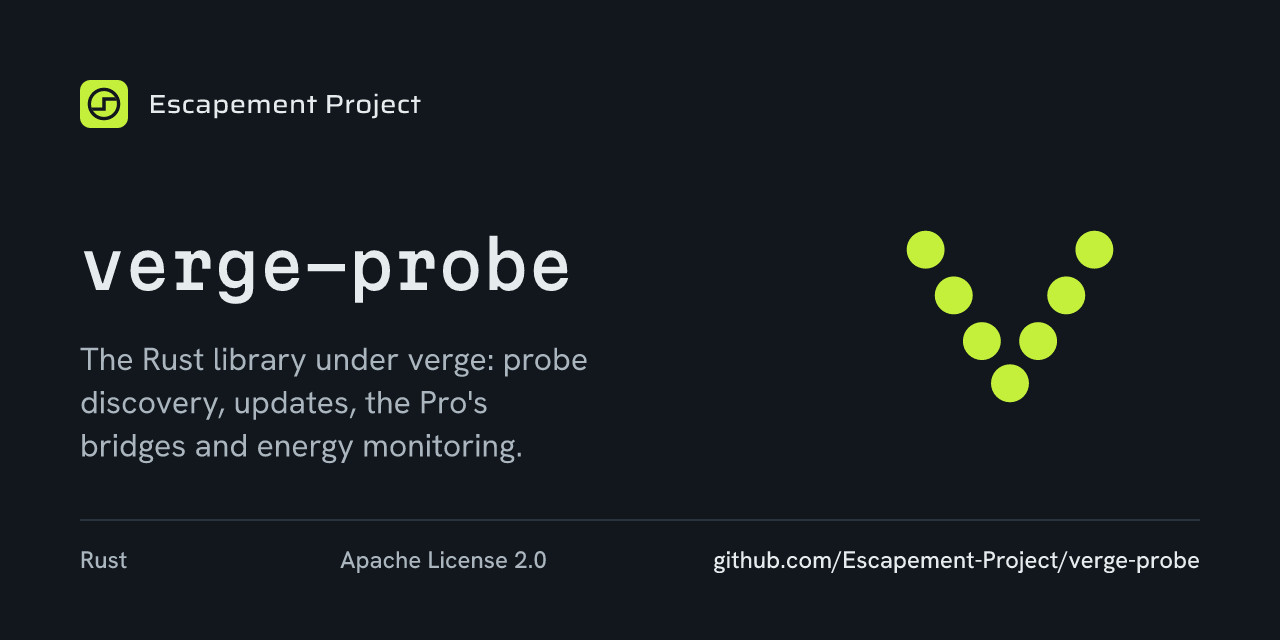 Escapement Project
verge-probe
The Rust library under verge: probe
discovery, updates, the Pro's
bridges and energy monitoring.
Rust
Apache License 2.0
github.com/Escapement-Project/verge-probe